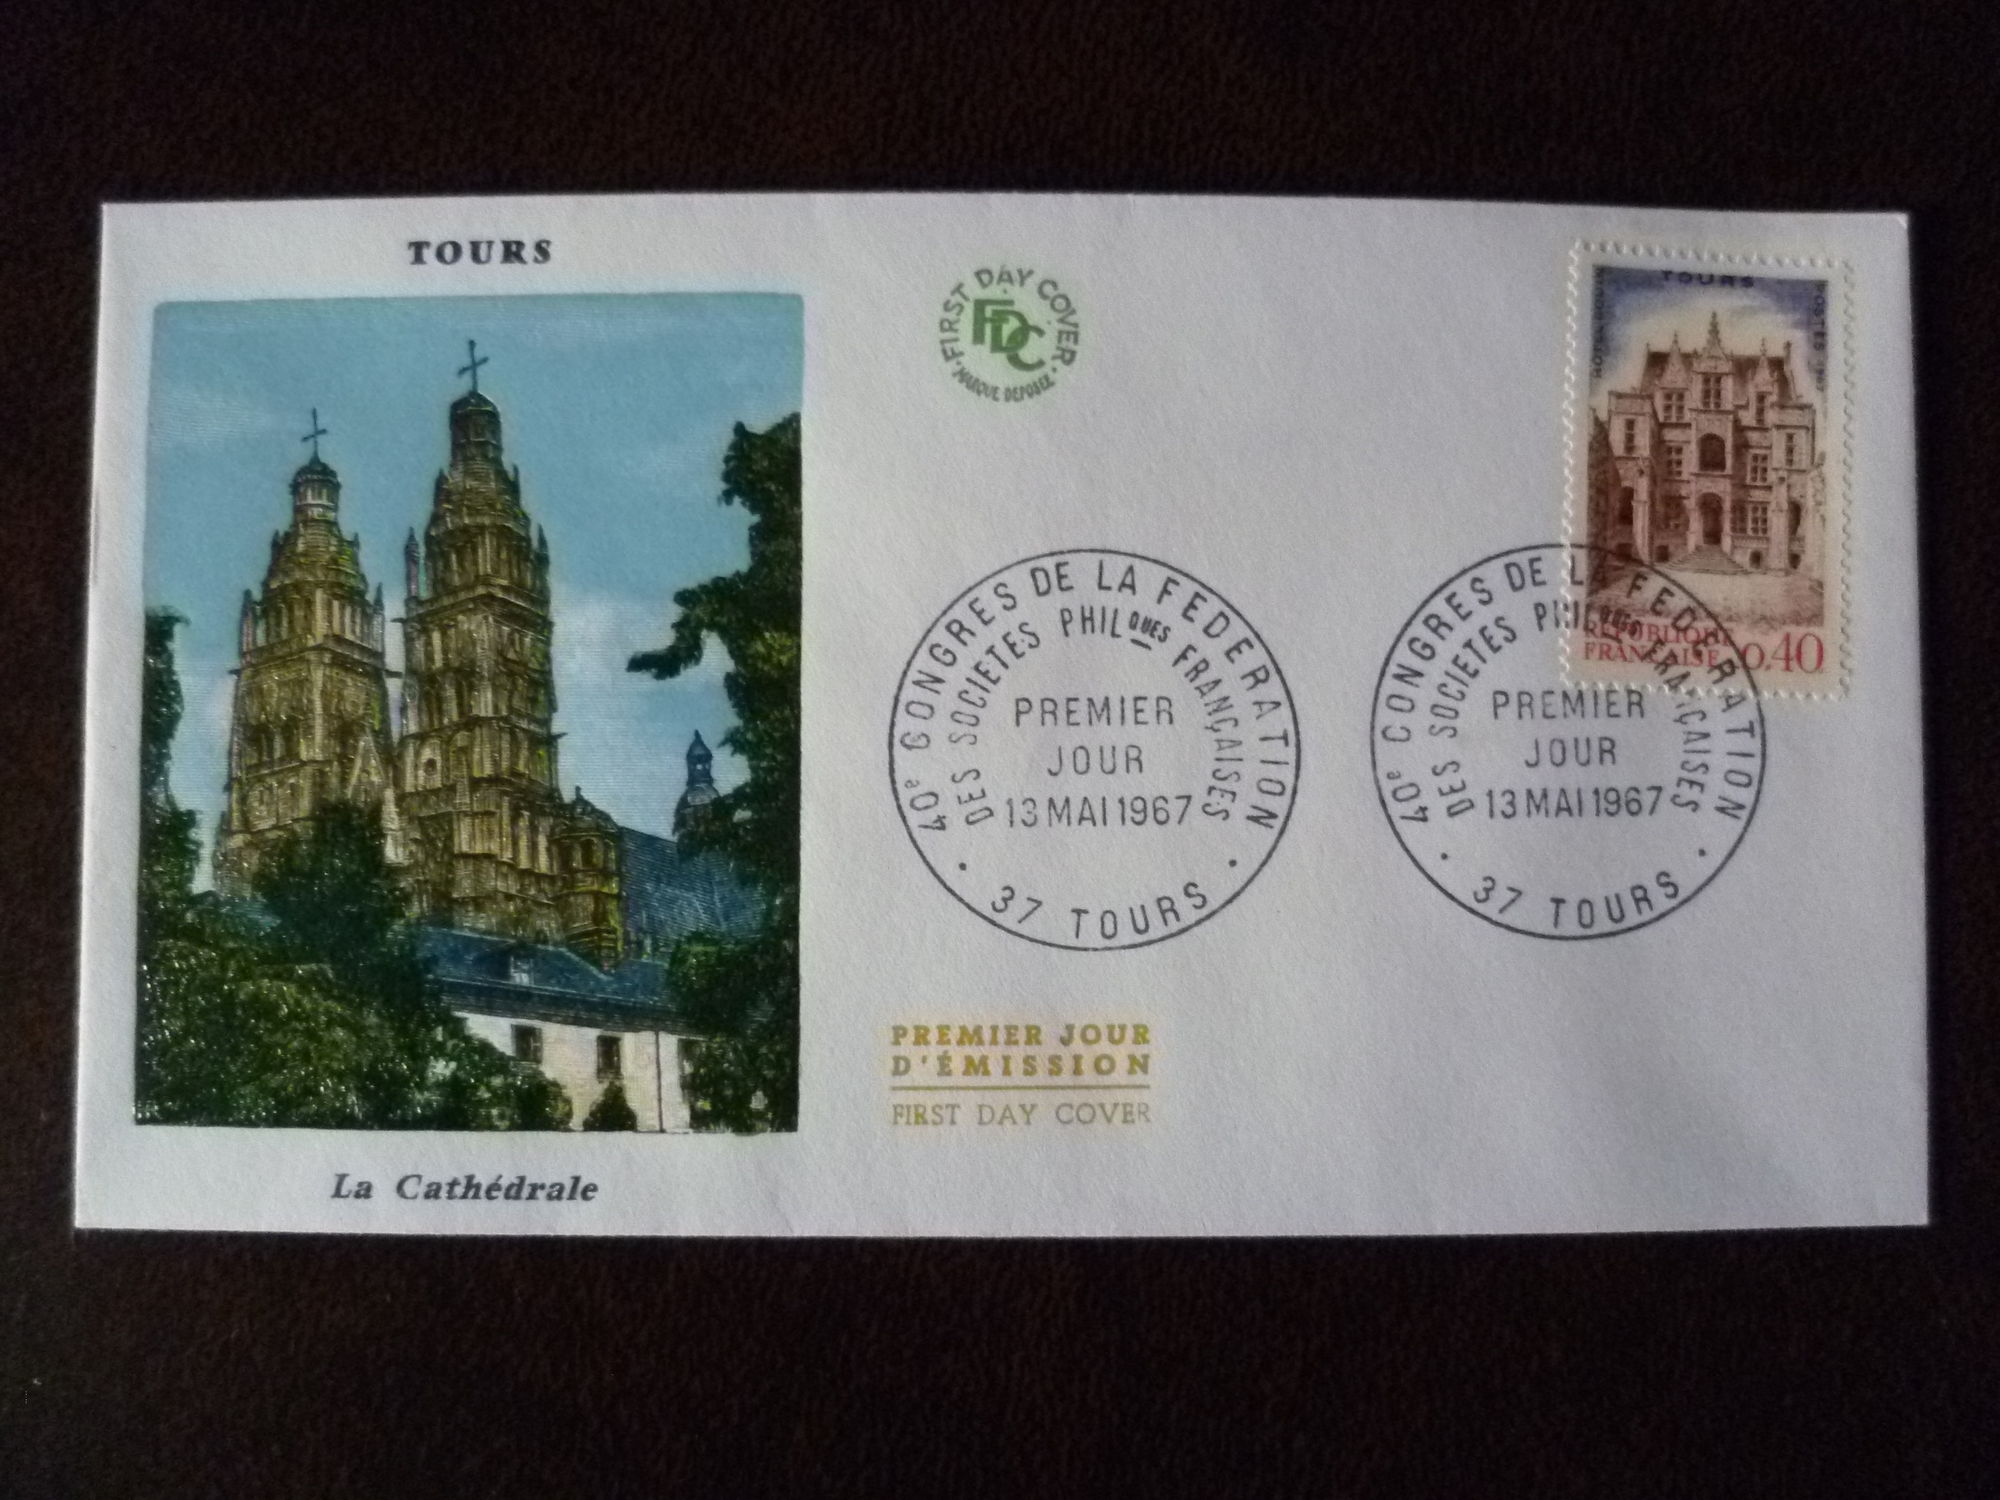 TOURS
FIRST DAY COVER
FDC
MARQUE DEPOSEE
TOURS
POSTES 1967
REPUBLIQUE
FRANÇAISE 0.40
40e CONGRES DE LA FEDERATION
DES SOCIETES PHILQUES FRANÇAISES
PREMIER
JOUR
13 MAI 1967
37 TOURS
40e CONGRES DE LA FEDERATION
DES SOCIETES PHILQUES FRANÇAISES
PREMIER
JOUR
13 MAI 1967
37 TOURS
PREMIER JOUR
D'ÉMISSION
FIRST DAY COVER
La Cathédrale